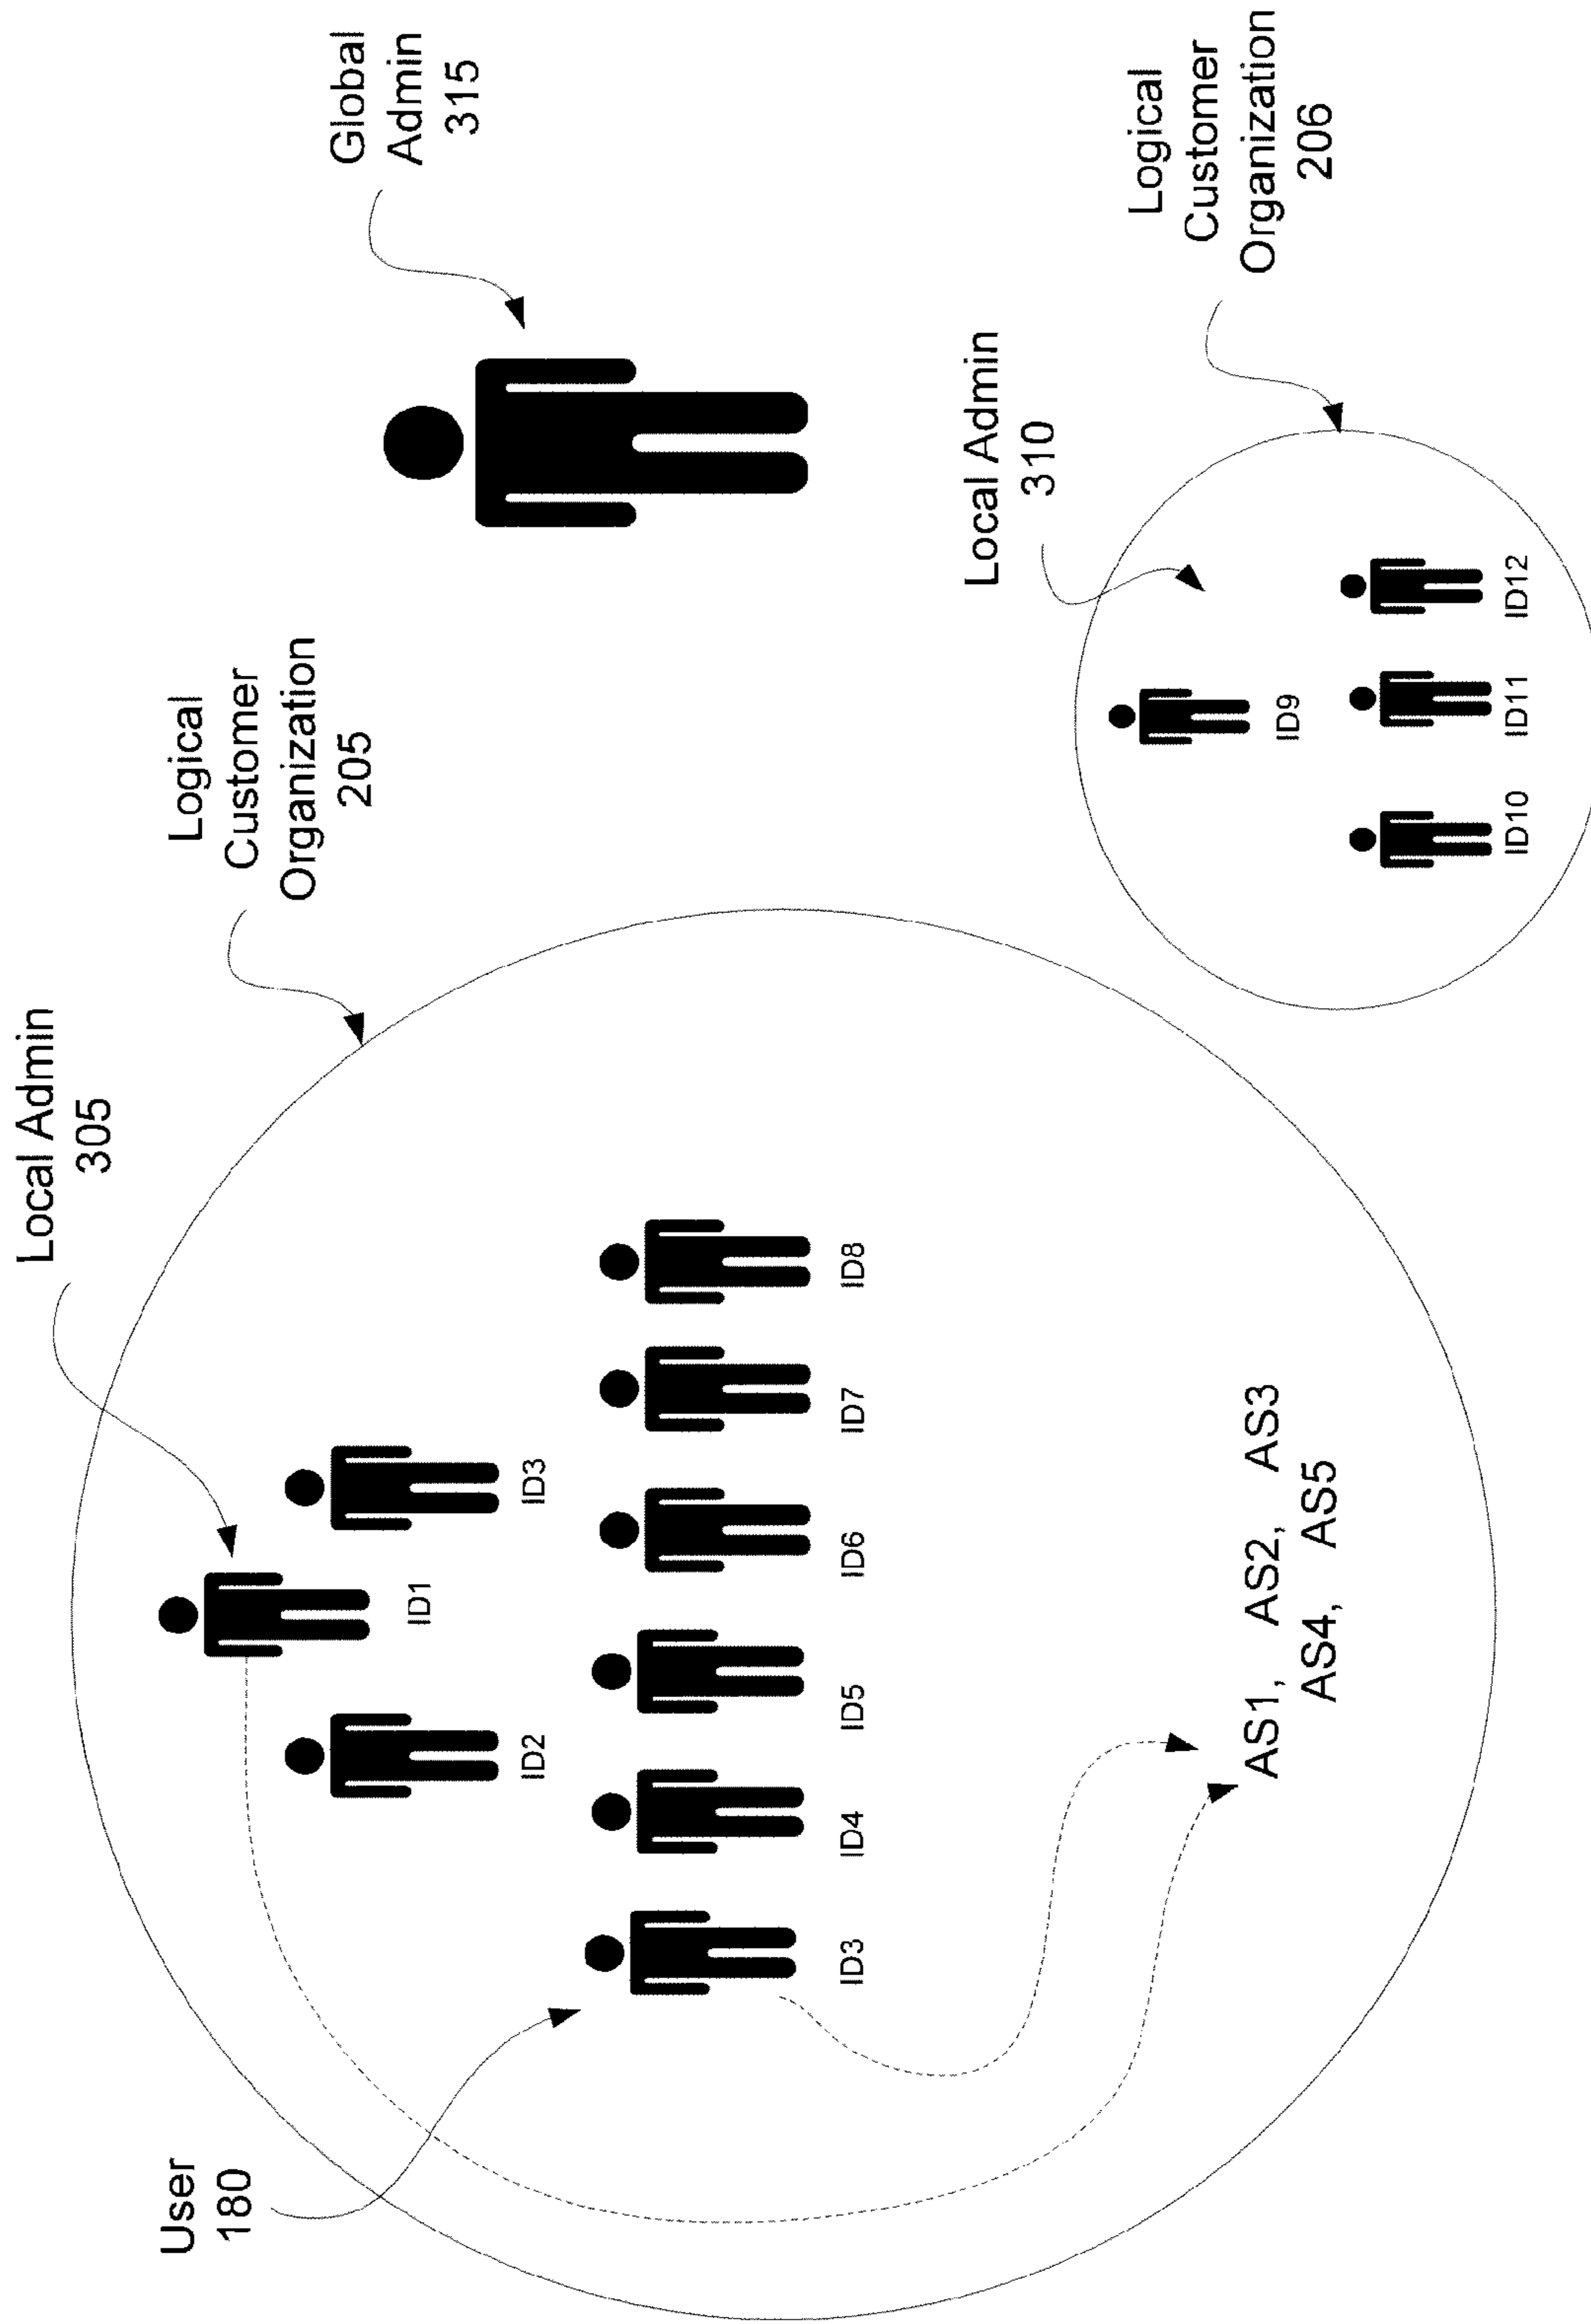 User
180
Local Admin
305
Logical
Customer
Organization
205
Global
Admin
315
ID1
ID2
ID3
ID3
ID4
ID5
ID6
ID7
ID8
AS1, AS2, AS3
AS4, AS5
Local Admin
310
Logical
Customer
Organization
206
ID9
ID10
ID11
ID12